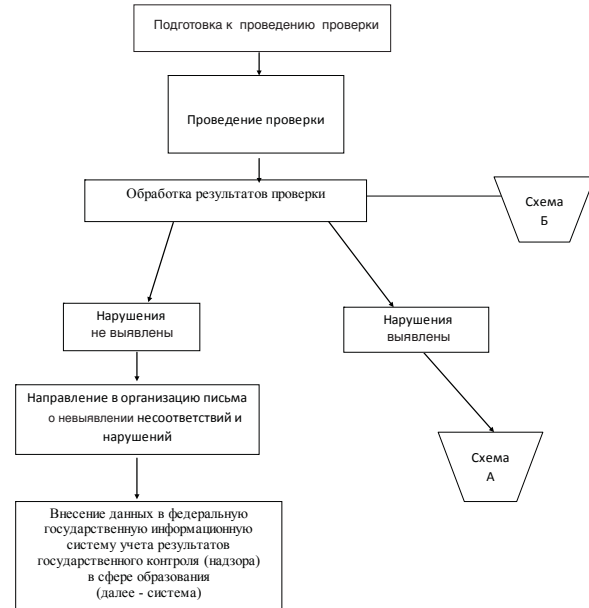 Подготовка к проведению проверки
Проведение проверки
Обработка результатов проверки
Схема
Б
Нарушения
не выявлены
Нарушения
выявлены
Направление в организацию письма
о невыявлении несоответствий и
нарушений
Схема
А
Внесение данных в федеральную
государственную информационную
систему учета результатов
государственного контроля (надзора)
в сфере образования
(далее - система)